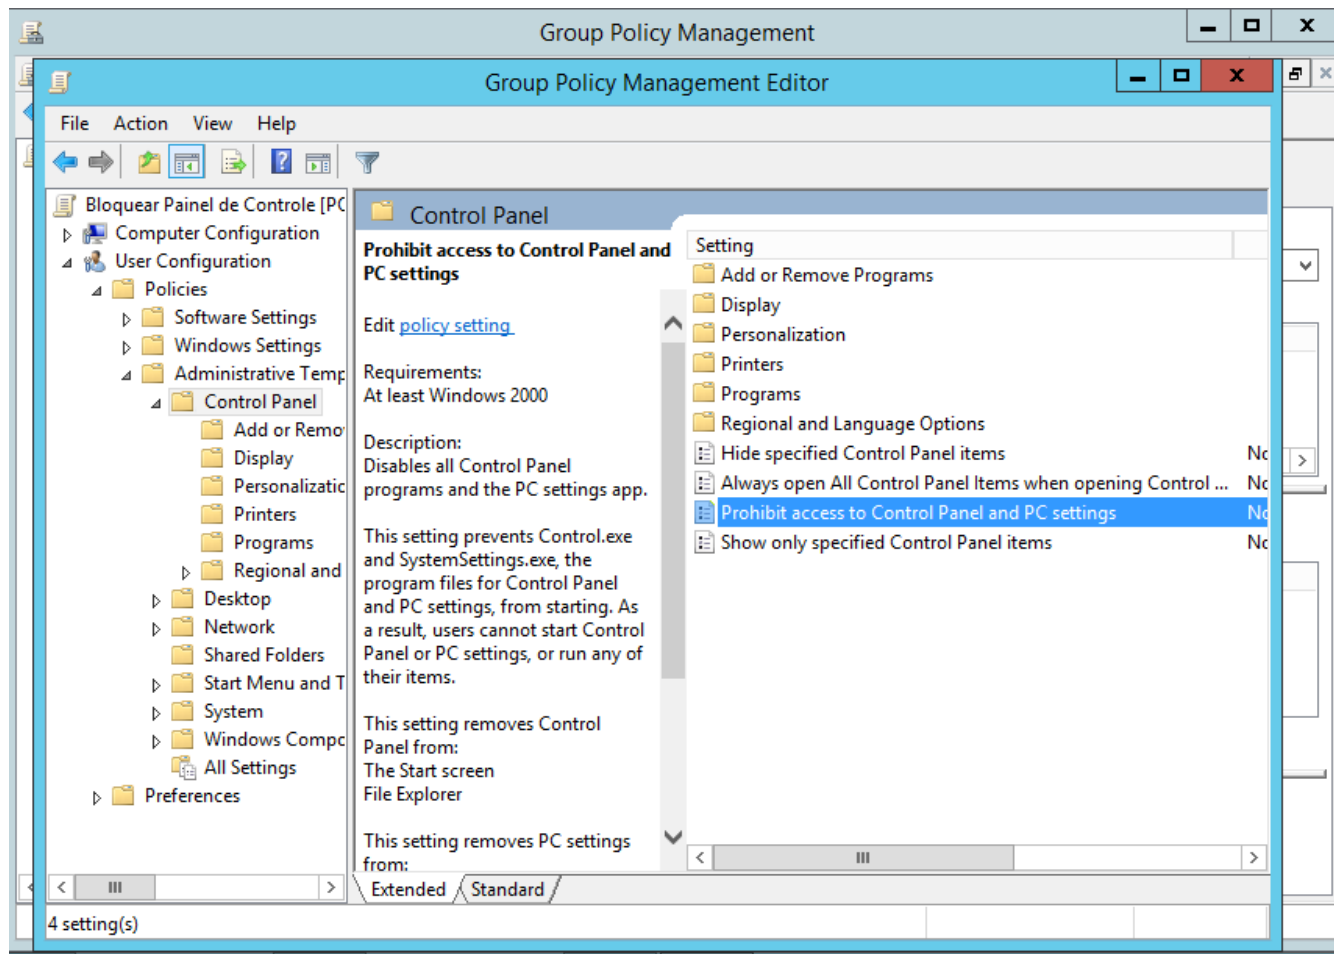 Group Policy Management
Group Policy Management Editor
File Action View Help
Bloquear Painel de Controle [PC
Computer Configuration
User Configuration
Policies
Software Settings
Windows Settings
Administrative Temp
Control Panel
Add or Remo
Display
Personalizatic
Printers
Programs
Regional and
Desktop
Network
Shared Folders
Start Menu and T
System
Windows Compc
All Settings
Preferences
Control Panel
Prohibit access to Control Panel and
PC settings
Edit policy setting
Requirements:
At least Windows 2000
Description:
Disables all Control Panel
programs and the PC settings app.
This setting prevents Control.exe
and SystemSettings.exe, the
program files for Control Panel
and PC settings, from starting. As
a result, users cannot start Control
Panel or PC settings, or run any of
their items.
This setting removes Control
Panel from:
The Start screen
File Explorer
This setting removes PC settings
from:
Setting
Add or Remove Programs
Display
Personalization
Printers
Programs
Regional and Language Options
Hide specified Control Panel items No
Always open All Control Panel Items when opening Control ... No
Prohibit access to Control Panel and PC settings No
Show only specified Control Panel items No
Extended Standard
4 setting(s)